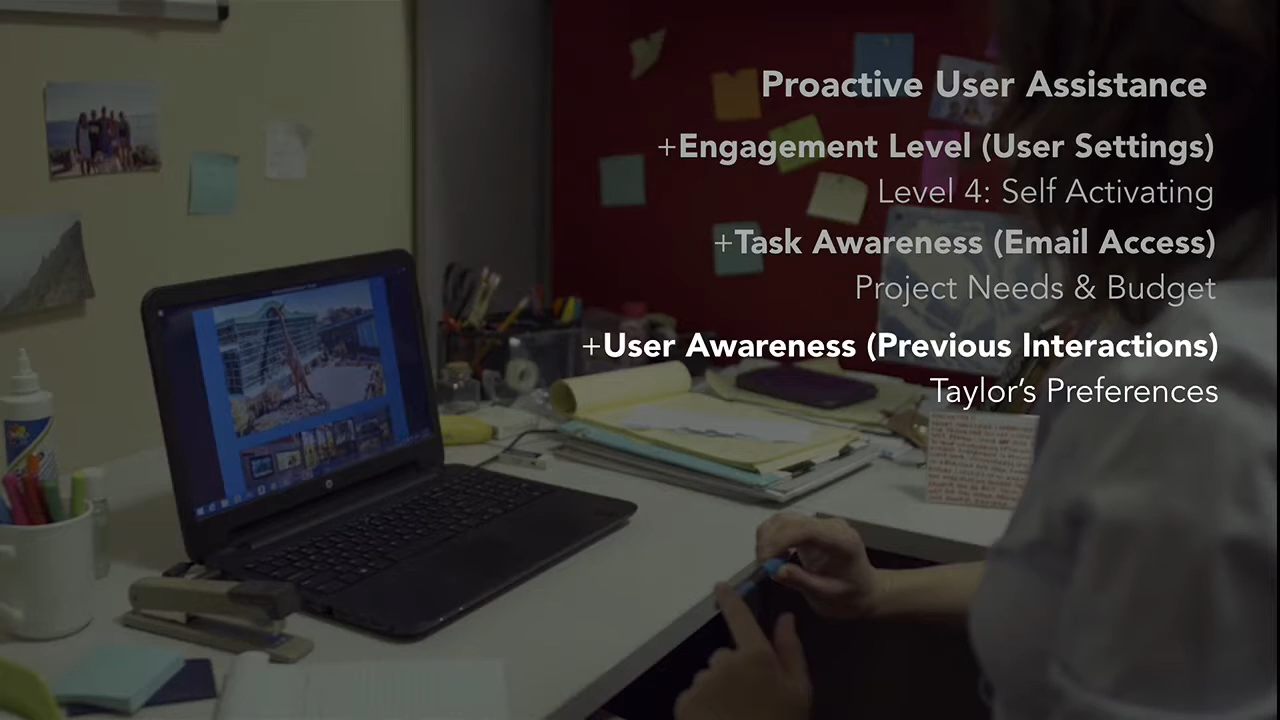 Proactive User Assistance
+Engagement Level (User Settings)
Level 4: Self Activating
+Task Awareness (Email Access)
Project Needs & Budget
+User Awareness (Previous Interactions)
Taylor’s Preferences